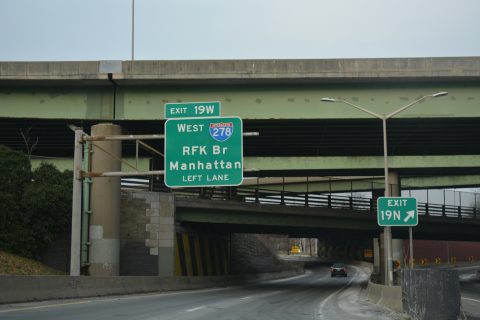 EXIT 19W
West 278
RFK Br
Manhattan
LEFT LANE
EXIT
19N